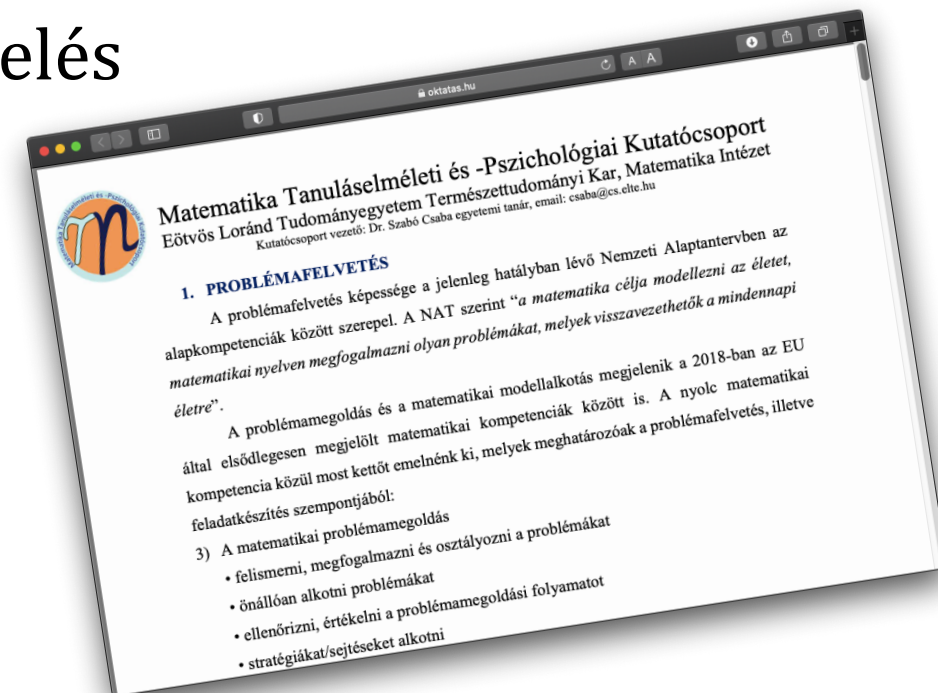 elés
oktatas.hu
A A
Matematika Tanuláselméleti és -Pszichológiai Kutatócsoport
Eötvös Loránd Tudományegyetem Természettudományi Kar, Matematika Intézet
Kutatócsoport vezető: Dr. Szabó Csaba egyetemi tanár, email: csaba@cs.elte.hu
1. PROBLÉMAFELVETÉS
A problémafelvetés képessége a jelenleg hatályban lévő Nemzeti Alaptantervben az
alapkompetenciák között szerepel. A NAT szerint “a matematika célja modellezni az életet,
matematikai nyelven megfogalmazni olyan problémákat, melyek visszavezethetők a mindennapi
életre”.
A problémamegoldás és a matematikai modellalkotás megjelenik a 2018-ban az EU
által elsődlegesen megjelölt matematikai kompetenciák között is. A nyolc matematikai
kompetencia közül most kettőt emelnénk ki, melyek meghatározóak a problémafelvetés, illetve
feladatkészítés szempontjából:
3) A matematikai problémamegoldás
• felismerni, megfogalmazni és osztályozni a problémákat
• önállóan alkotni problémákat
• ellenőrizni, értékelni a problémamegoldási folyamatot
• stratégiákat/sejtéseket alkotni